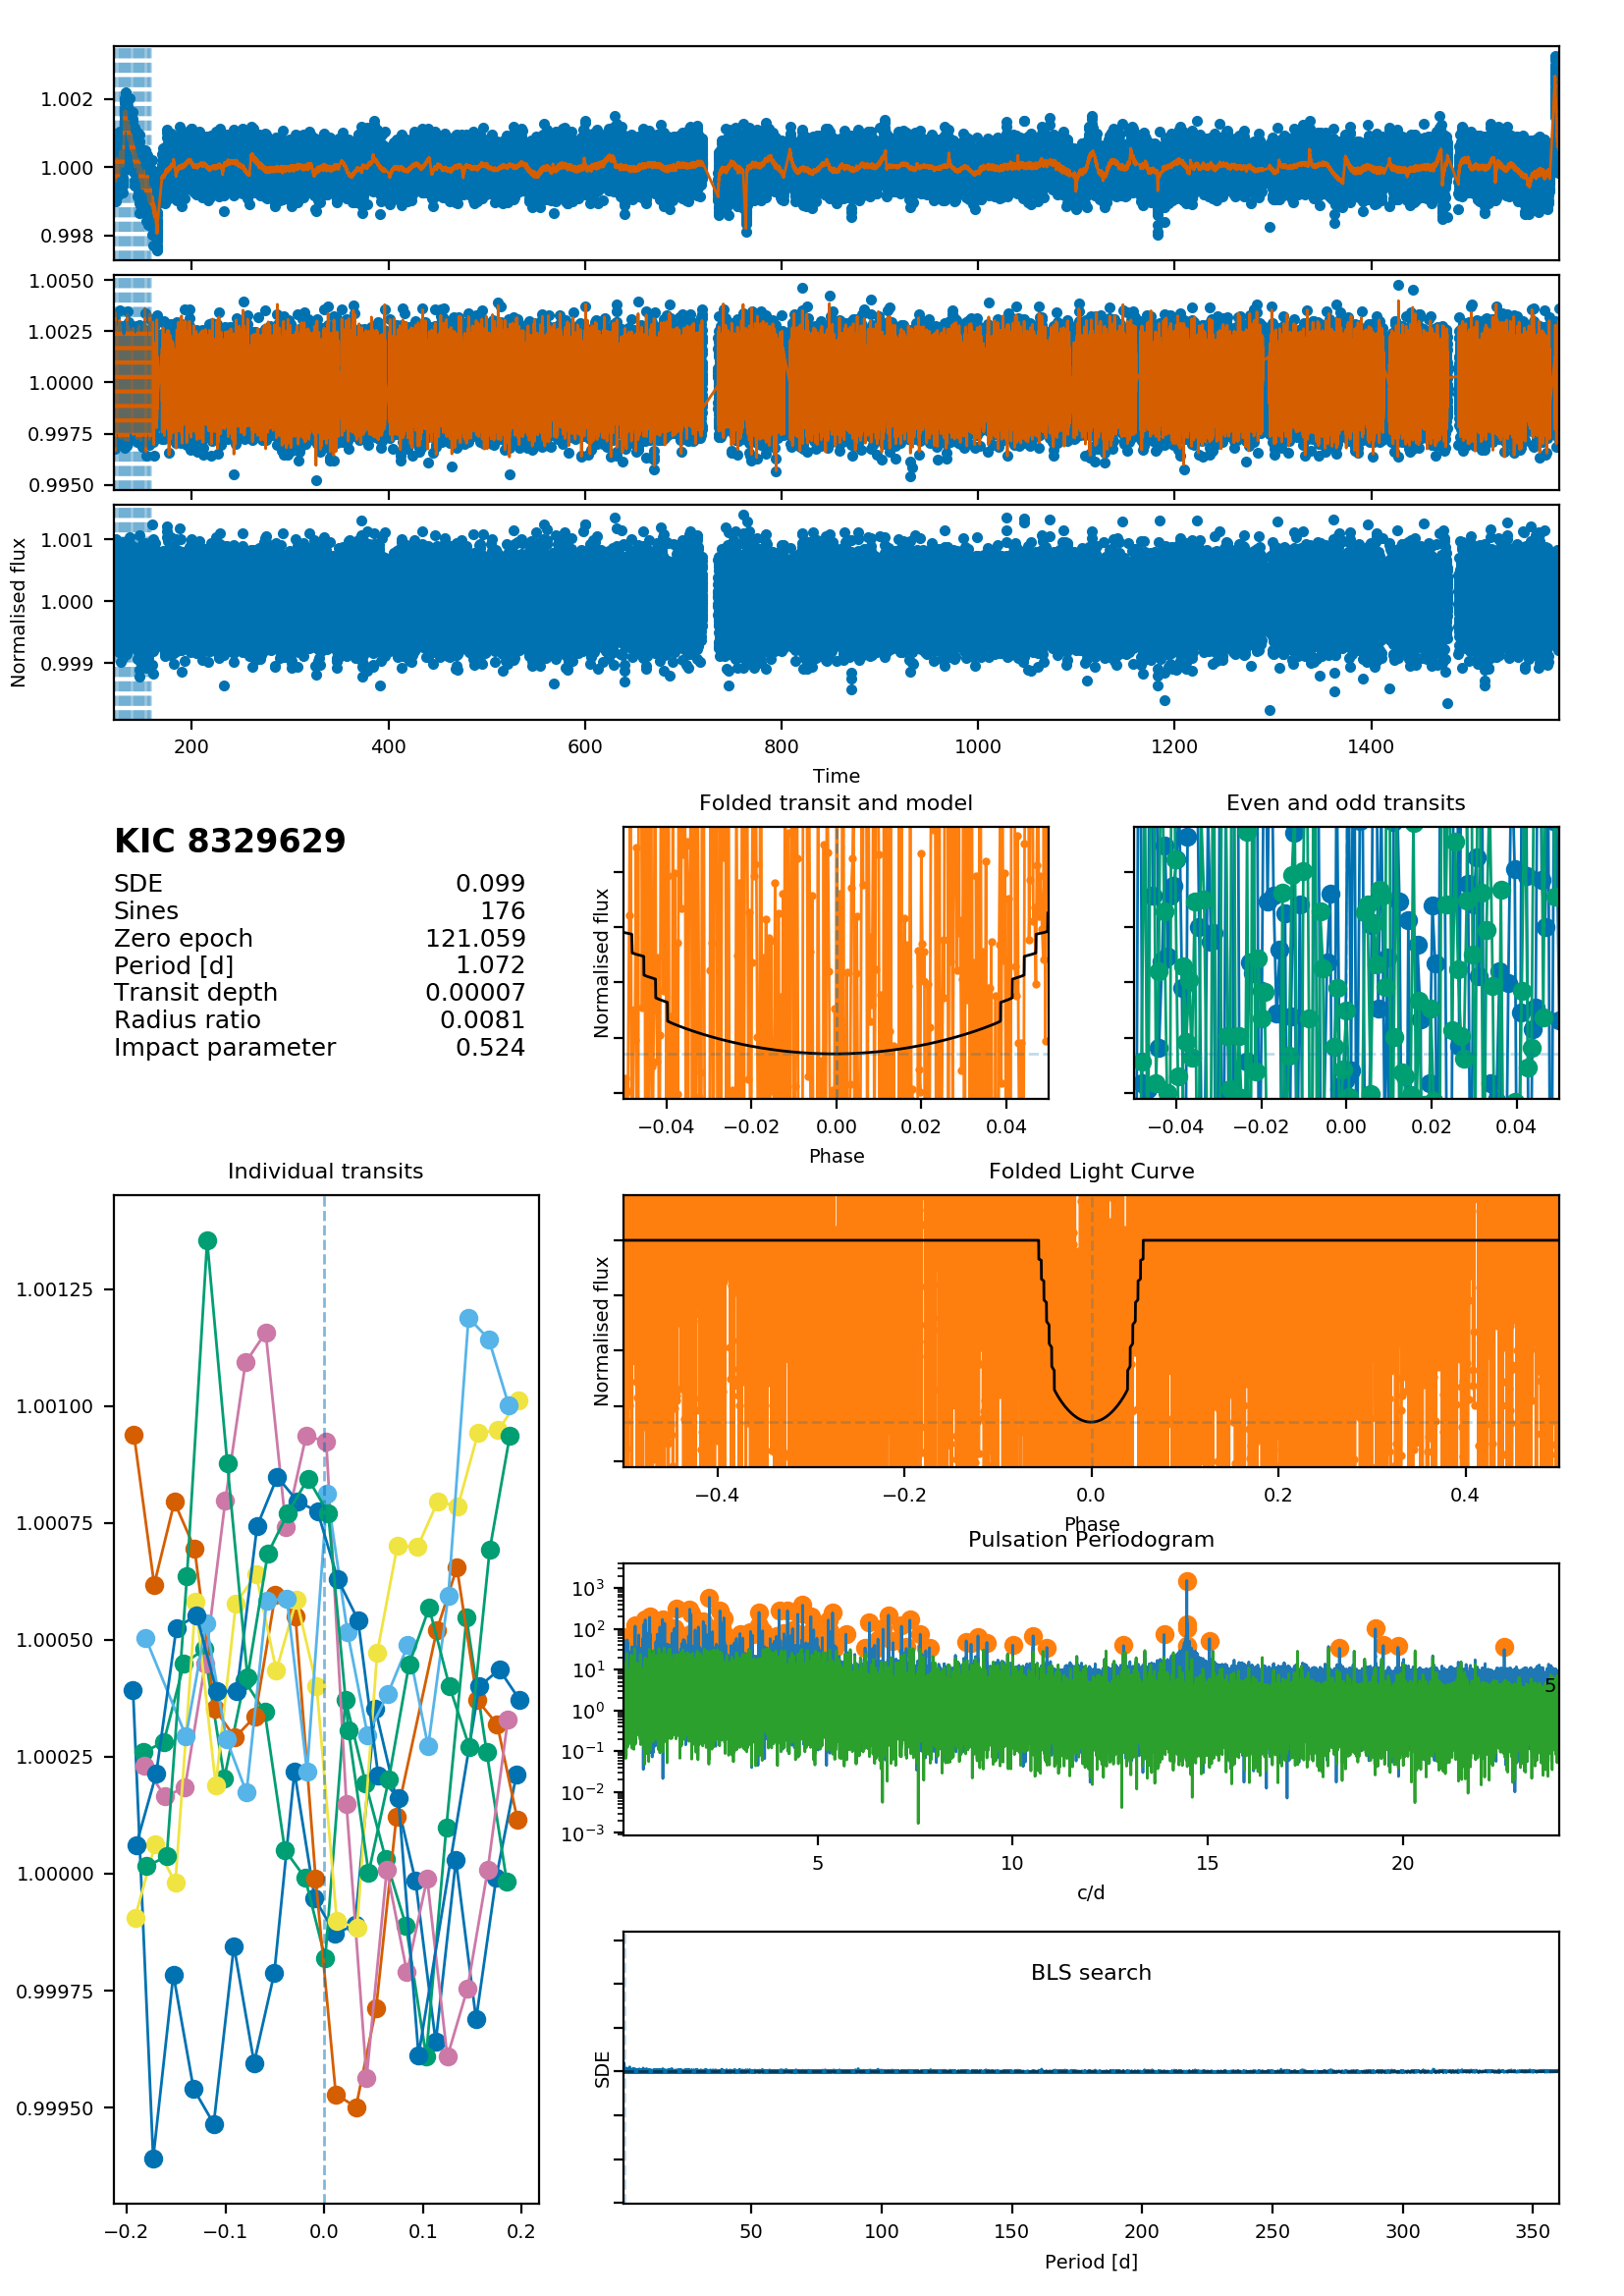 1.002
1.000
0.998
1.0050
1.0025
1.0000
0.9975
0.9950
1.001
1.000
0.999
Normalised flux
200 400 600 800 1000 1200 1400
Time
KIC 8329629
SDE 0.099
Sines 176
Zero epoch 121.059
Period [d] 1.072
Transit depth 0.00007
Radius ratio 0.0081
Impact parameter 0.524
Folded transit and model
Normalised flux
−0.04 −0.02 0.00 0.02 0.04
Phase
Even and odd transits
−0.04 −0.02 0.00 0.02 0.04
Individual transits
1.00125
1.00100
1.00075
1.00050
1.00025
1.00000
0.99975
0.99950
−0.2 −0.1 0.0 0.1 0.2
Folded Light Curve
Normalised flux
−0.4 −0.2 0.0 0.2 0.4
Phase
Pulsation Periodogram
10³
10²
10¹
10⁰
10⁻¹
10⁻²
10⁻³
5
5 10 15 20
c/d
BLS search
SDE
50 100 150 200 250 300 350
Period [d]